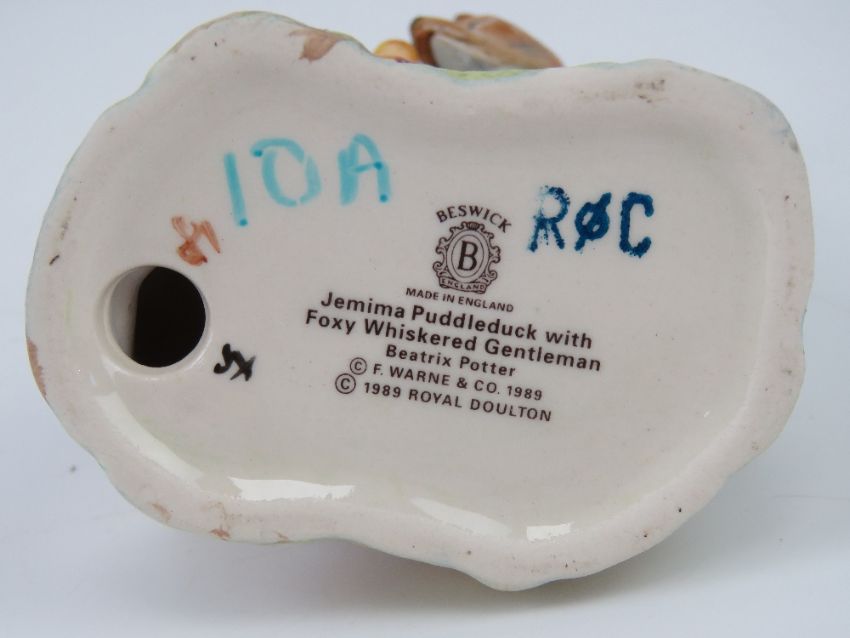 10A
RØC
BESWICK
B
ENGLAND
MADE IN ENGLAND
Jemima Puddleduck with
Foxy Whiskered Gentleman
Beatrix Potter
© F. WARNE & CO. 1989
© 1989 ROYAL DOULTON